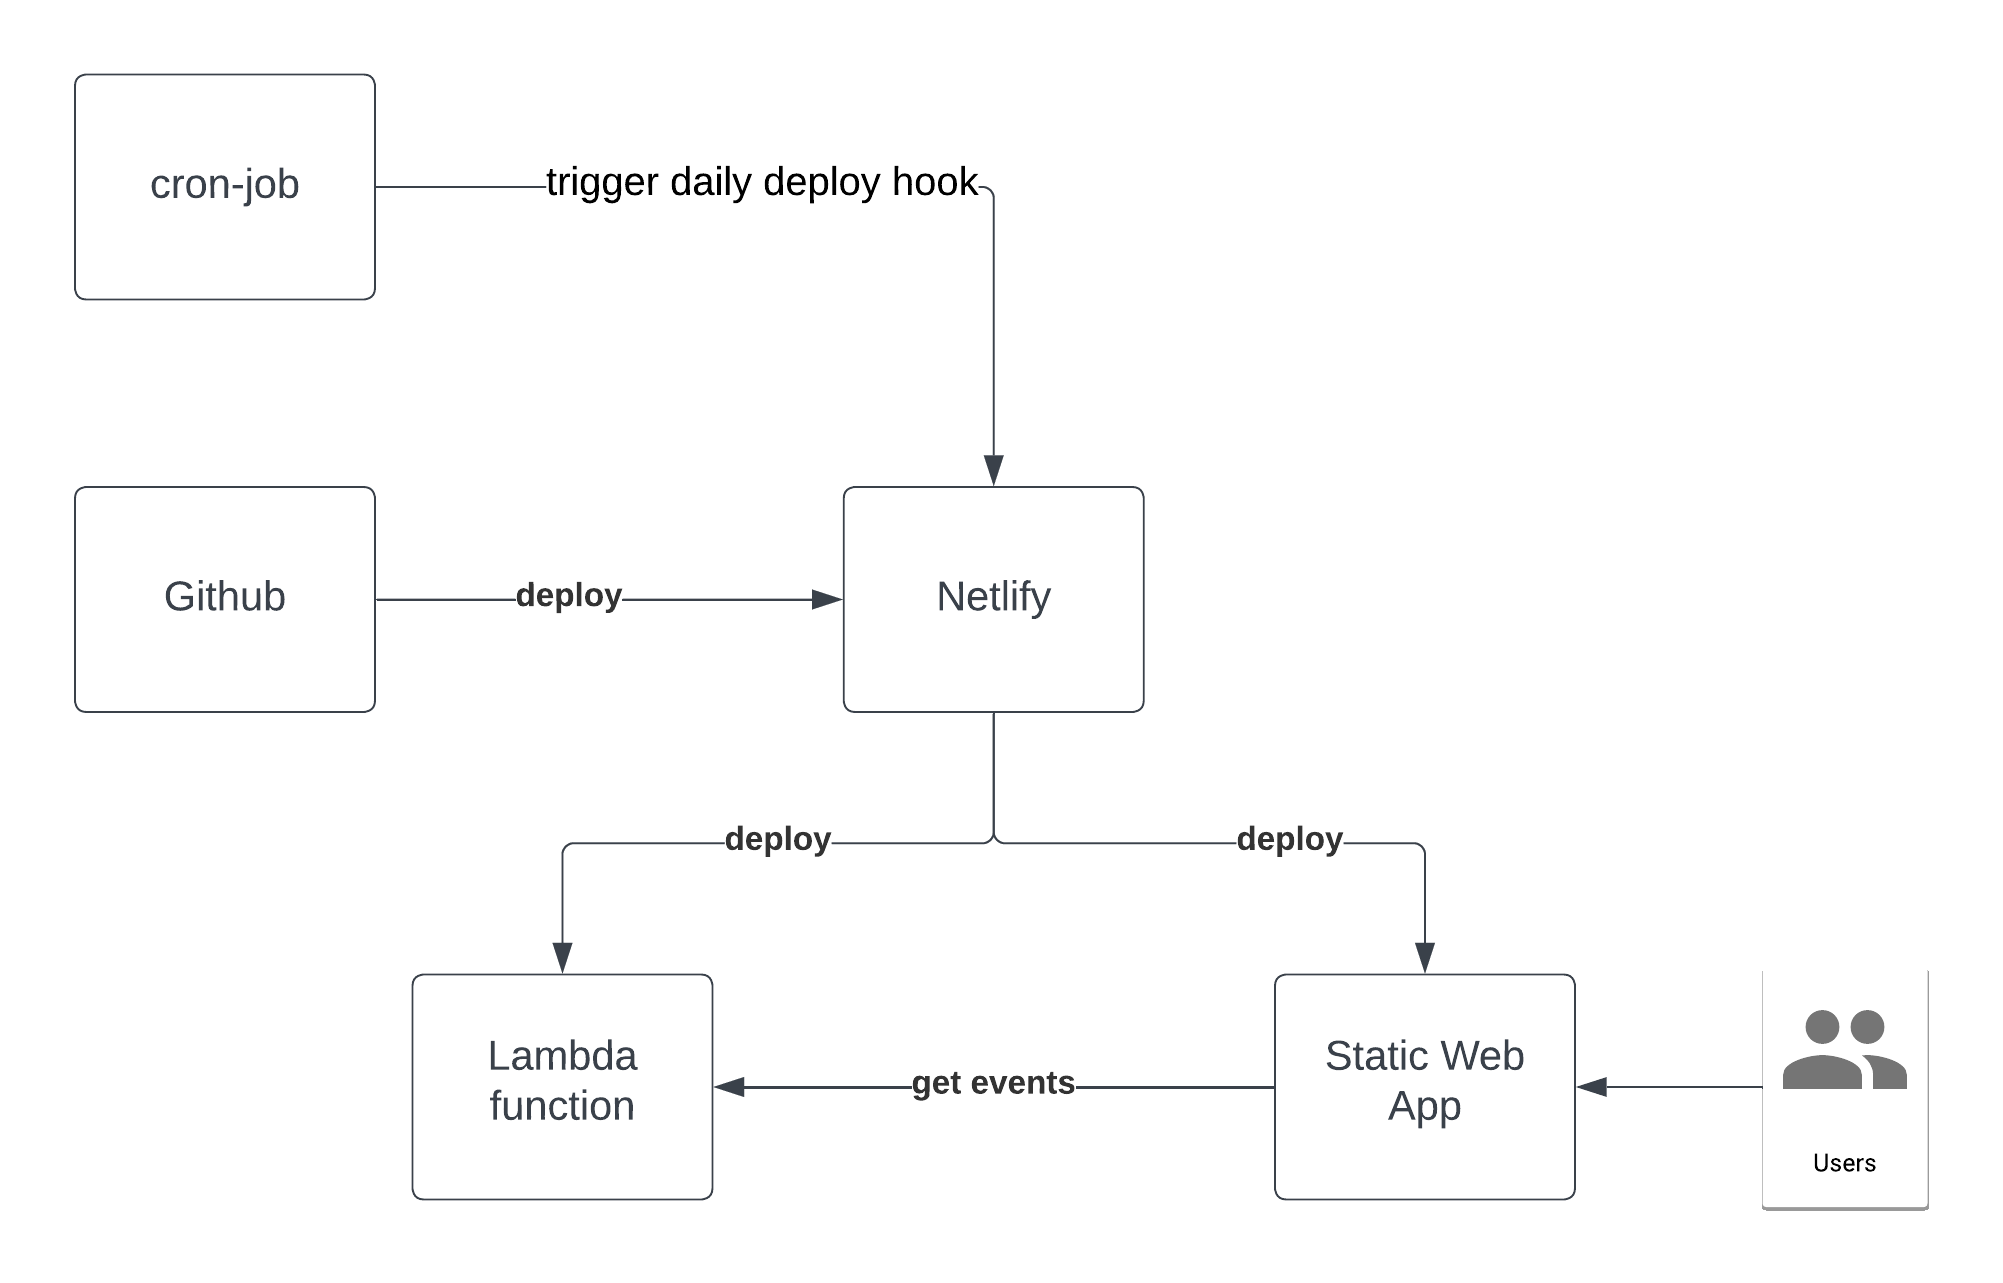 cron-job
trigger daily deploy hook
Github
deploy
Netlify
deploy
deploy
Lambda
function
get events
Static Web
App
Users